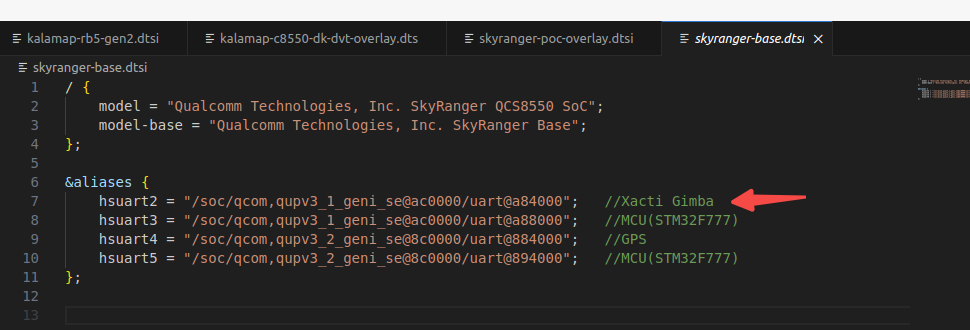 kalamap-rb5-gen2.dtsi kalamap-c8550-dk-dvt-overlay.dts skyranger-poc-overlay.dtsi skyranger-base.dtsi
skyranger-base.dtsi
1 / {
2 model = "Qualcomm Technologies, Inc. SkyRanger QCS8550 SoC";
3 model-base = "Qualcomm Technologies, Inc. SkyRanger Base";
4 };
5
6 &aliases {
7 hsuart2 = "/soc/qcom,qupv3_1_geni_se@ac0000/uart@a84000"; //Xacti Gimba
8 hsuart3 = "/soc/qcom,qupv3_1_geni_se@ac0000/uart@a88000"; //MCU(STM32F777)
9 hsuart4 = "/soc/qcom,qupv3_2_geni_se@8c0000/uart@884000"; //GPS
10 hsuart5 = "/soc/qcom,qupv3_2_geni_se@8c0000/uart@894000"; //MCU(STM32F777)
11 };
12
13